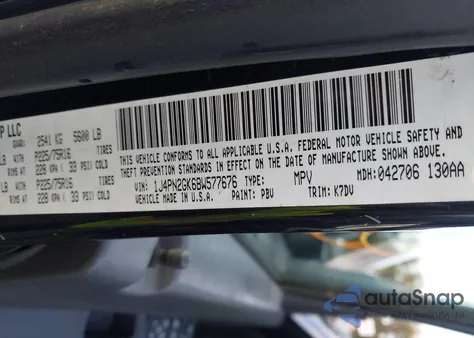 P LLC
GVWR: 2541 KG 5600 LB
TIRES
W/ P225/75R16
AT 228 KPA ( 33 PSI COLD
TIRES
W/ P225/75R16
AT 228 KPA ( 33 PSI COLD
THIS VEHICLE CONFORMS TO ALL APPLICABLE U.S.A. FEDERAL MOTOR VEHICLE SAFETY AND
THEFT PREVENTION STANDARDS IN EFFECT ON THE DATE OF MANUFACTURE SHOWN ABOVE.
VIN: 1J4PN2GK6BW577676 TYPE: MPV MDH: 042706 130AA
VEHICLE MADE IN U.S.A. PAINT: PBV TRIM: K7DV
autoSnap